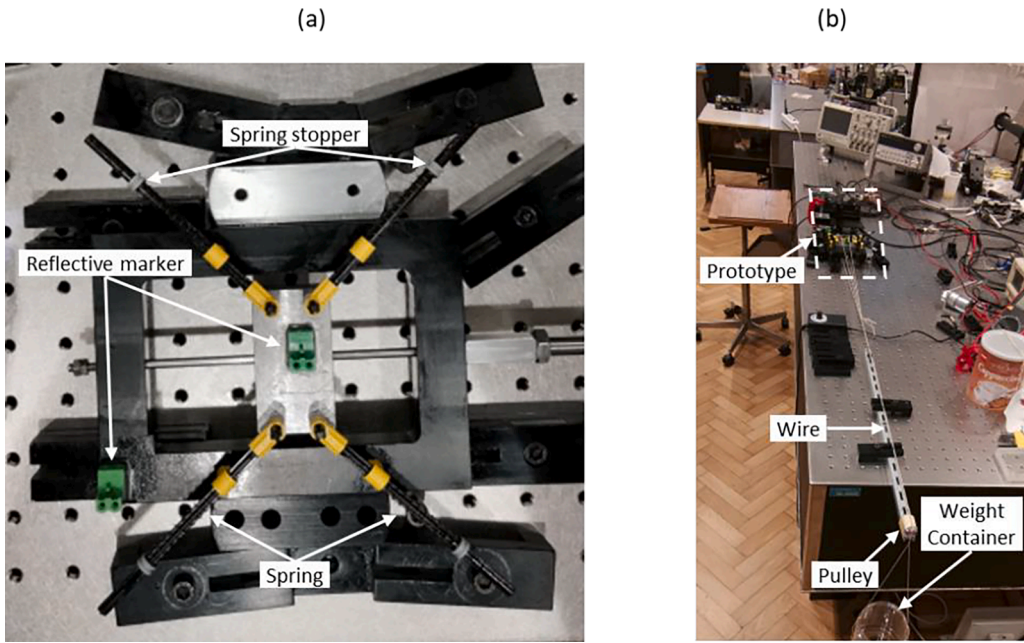 (a)
(b)
Spring stopper
Reflective marker
Spring
Prototype
Wire
Weight
Container
Pulley